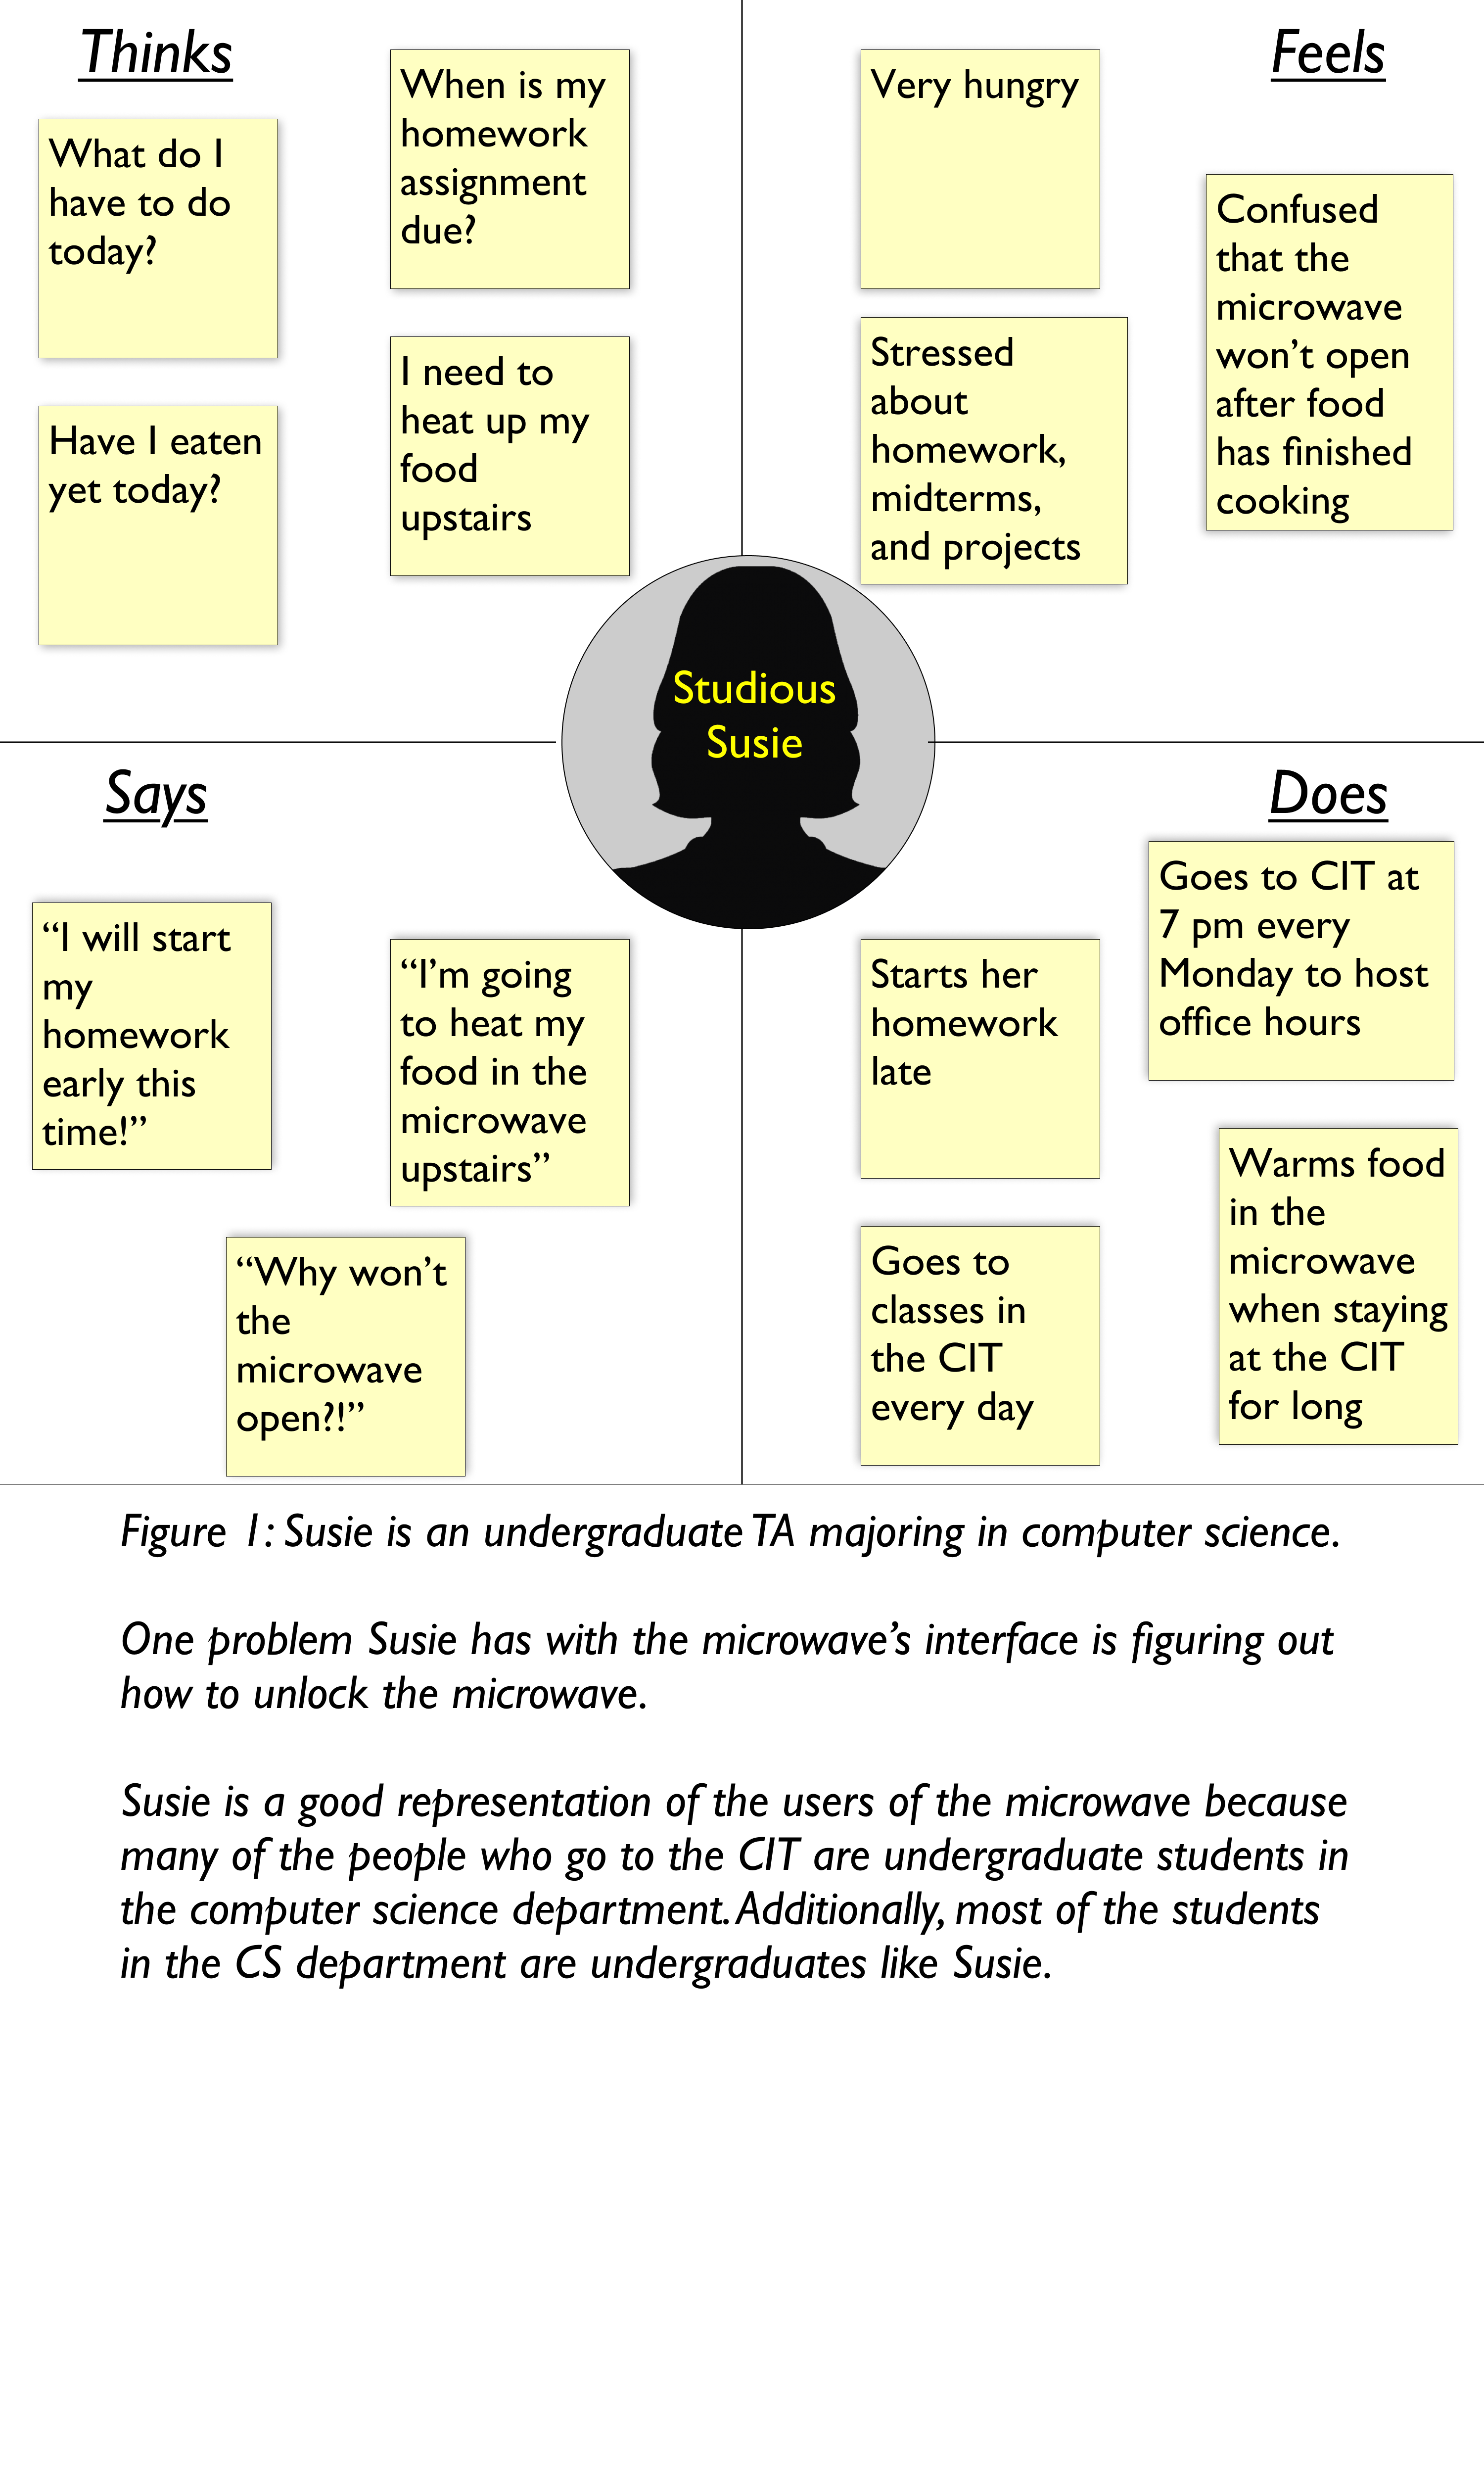 Thinks
What do I
have to do
today?
When is my
homework
assignment
due?
Have I eaten
yet today?
I need to
heat up my
food
upstairs
Feels
Very hungry
Stressed
about
homework,
midterms,
and projects
Confused
that the
microwave
won’t open
after food
has finished
cooking
Studious
Susie
Says
“I will start
my
homework
early this
time!”
“I’m going
to heat my
food in the
microwave
upstairs”
“Why won’t
the
microwave
open?!”
Does
Starts her
homework
late
Goes to CIT at
7 pm every
Monday to host
office hours
Goes to
classes in
the CIT
every day
Warms food
in the
microwave
when staying
at the CIT
for long
Figure 1: Susie is an undergraduate TA majoring in computer science.
One problem Susie has with the microwave’s interface is figuring out
how to unlock the microwave.
Susie is a good representation of the users of the microwave because
many of the people who go to the CIT are undergraduate students in
the computer science department. Additionally, most of the students
in the CS department are undergraduates like Susie.